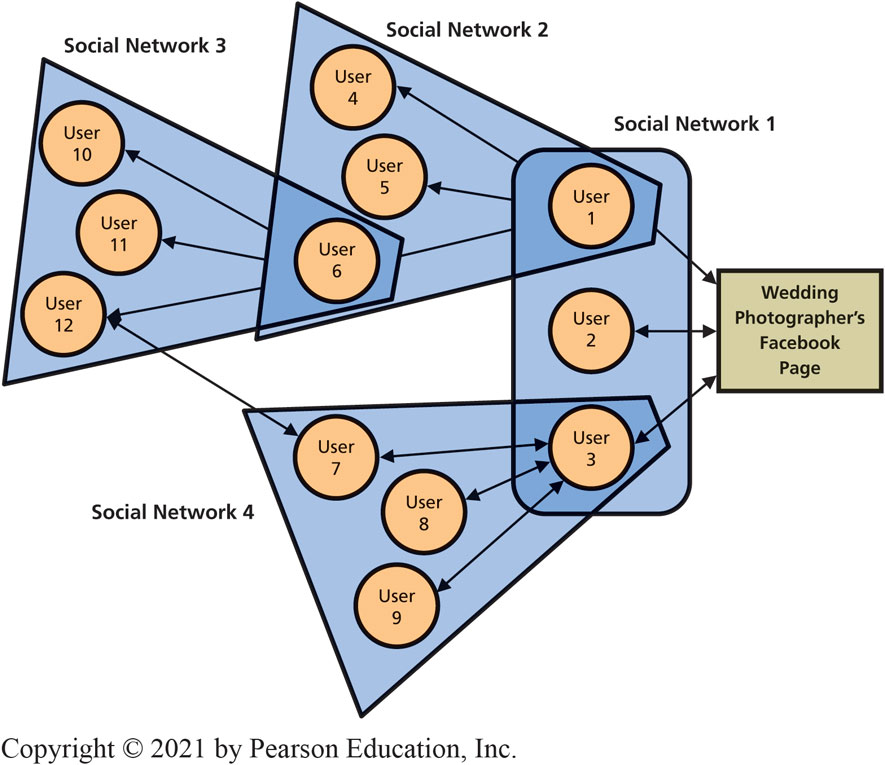 Social Network 3
Social Network 2
Social Network 1
User
4
User
10
User
5
User
1
User
11
User
6
User
12
User
2
Wedding
Photographer’s
Facebook
Page
User
3
User
7
User
8
Social Network 4
User
9
Copyright © 2021 by Pearson Education, Inc.